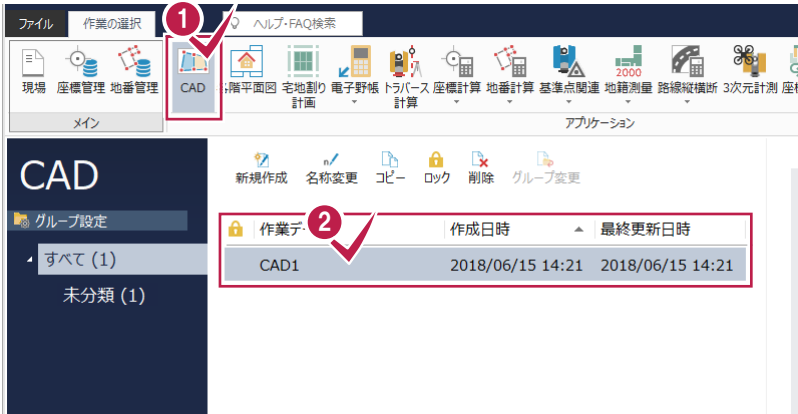 ファイル 作業の選択 ヘルプ・FAQ検索
1
現場 座標管理 地番管理 CAD 各階平面図 宅地割り計画 電子野帳 トラバース計算 座標計算 地番計算 基準点関連 地籍測量 路線縦横断 3次元計測
2000
メイン アプリケーション
CAD
新規作成 名称変更 コピー ロック 削除 グループ変更
グループ設定
2
作成日時 最終更新日時
すべて (1)
CAD1 2018/06/15 14:21 2018/06/15 14:21
未分類 (1)